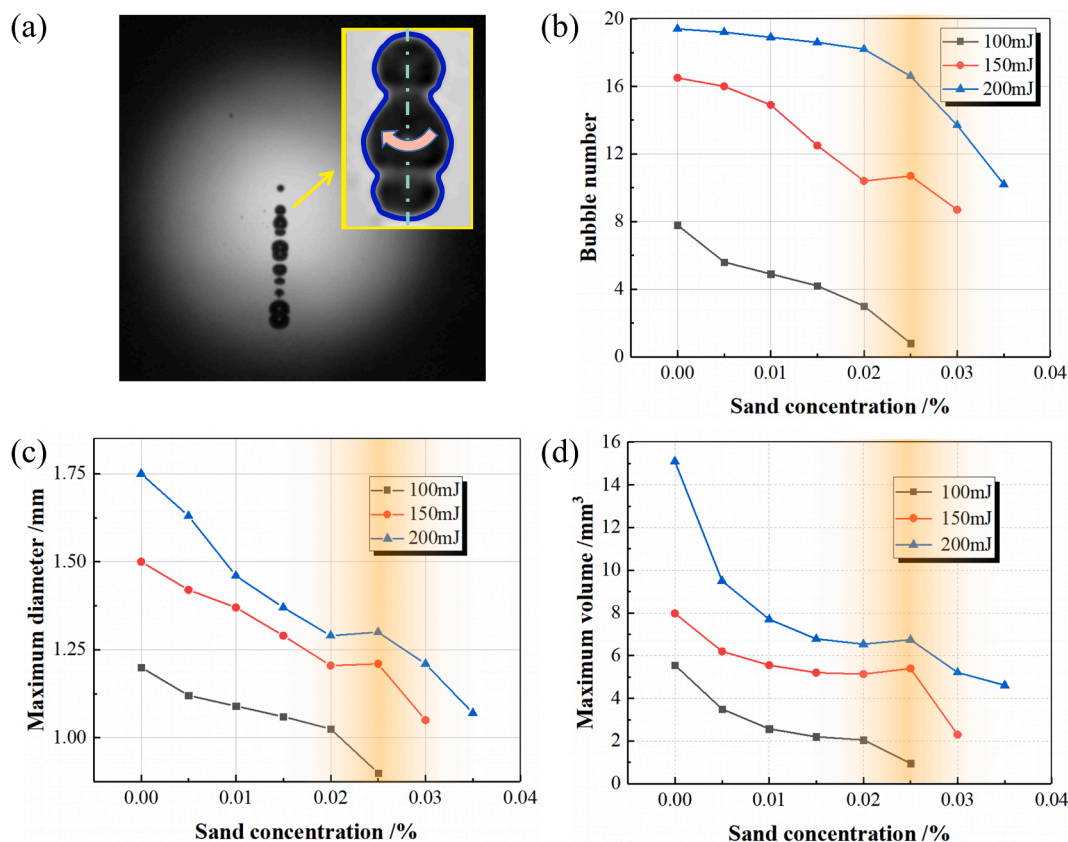 (a)
(b)
20
16
12
8
4
0
Bubble number
100mJ
150mJ
200mJ
0.00
0.01
0.02
0.03
0.04
Sand concentration /%
(c)
1.75
1.50
1.25
1.00
Maximum diameter /mm
100mJ
150mJ
200mJ
0.00
0.01
0.02
0.03
0.04
Sand concentration /%
(d)
16
14
12
10
8
6
4
2
0
Maximum volume /mm³
100mJ
150mJ
200mJ
0.00
0.01
0.02
0.03
0.04
Sand concentration /%